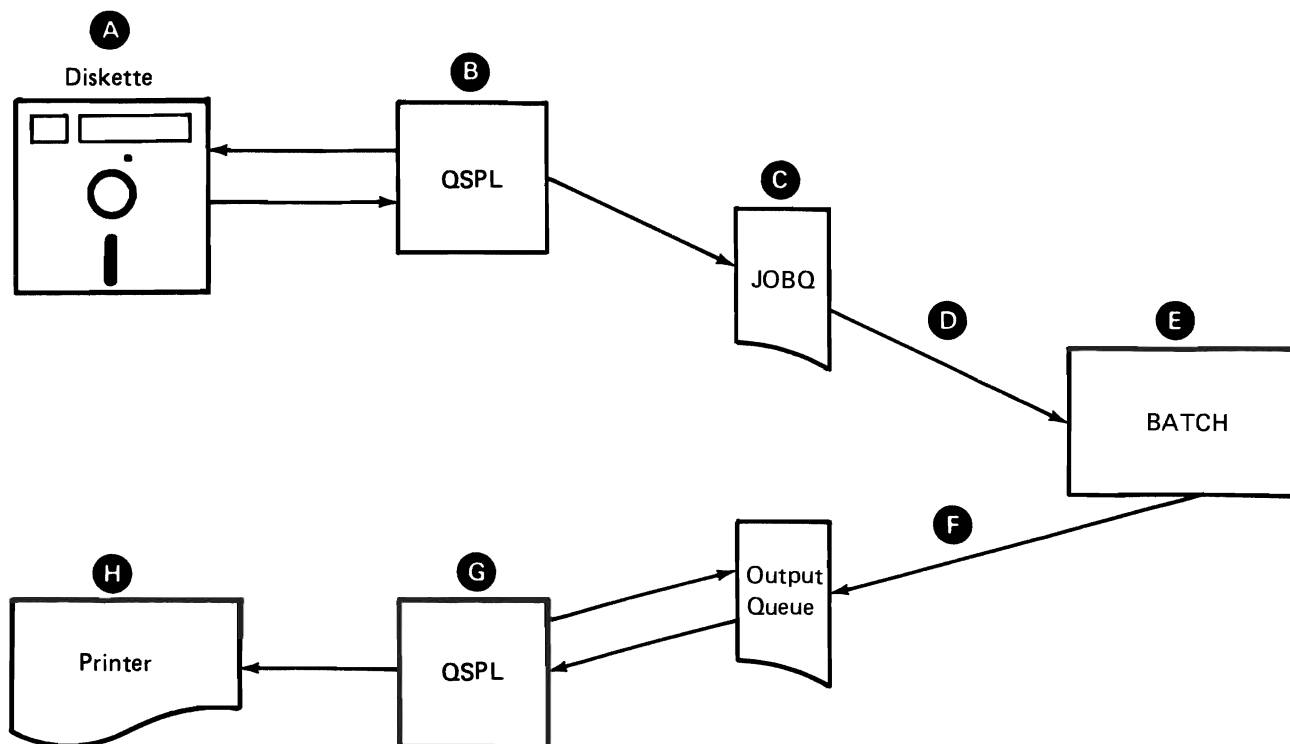 A
Diskette
B
QSPL
C
JOBQ
D
E
BATCH
F
Output
Queue
G
QSPL
H
Printer